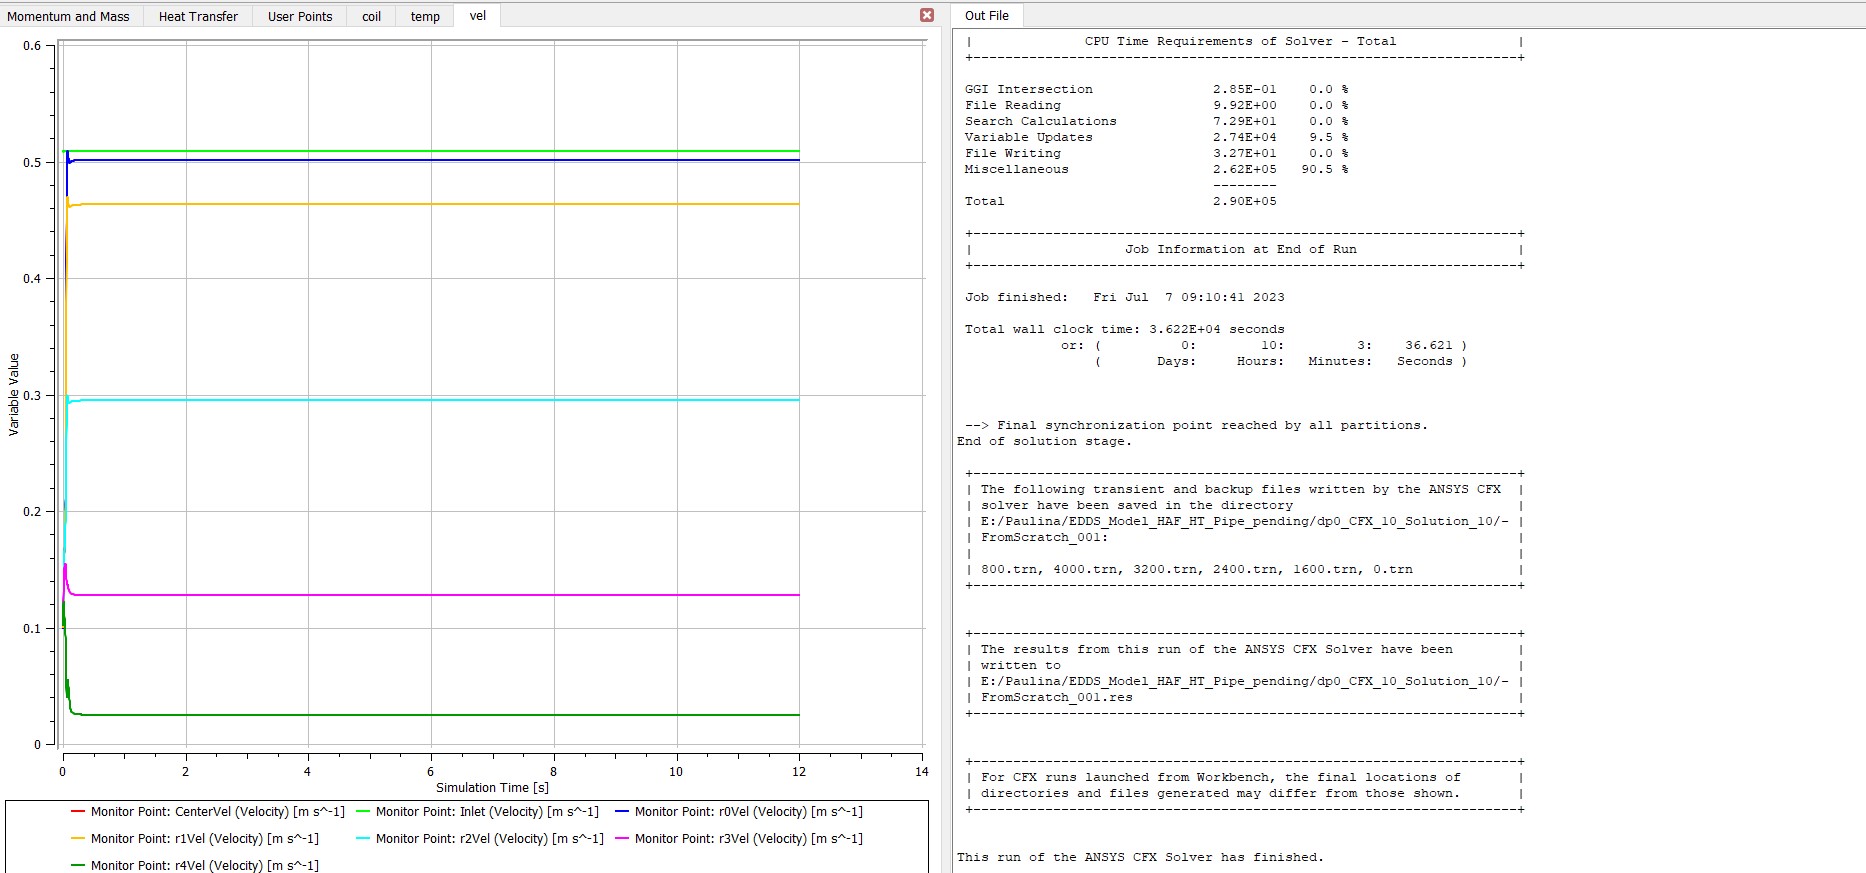 Momentum and Mass Heat Transfer User Points coil temp vel
0.6
0.5
0.4
0.3
0.2
0.1
0
Variable Value
0 2 4 6 8 10 12 14
Simulation Time [s]
Monitor Point: CenterVel (Velocity) [m s^-1] Monitor Point: Inlet (Velocity) [m s^-1] Monitor Point: r0Vel (Velocity) [m s^-1]
Monitor Point: r1Vel (Velocity) [m s^-1] Monitor Point: r2Vel (Velocity) [m s^-1] Monitor Point: r3Vel (Velocity) [m s^-1]
Monitor Point: r4Vel (Velocity) [m s^-1]
Out File
| CPU Time Requirements of Solver - Total |
+--------------------------------------------------------------------+
GGI Intersection 2.85E-01 0.0 %
File Reading 9.92E+00 0.0 %
Search Calculations 7.29E+01 0.0 %
Variable Updates 2.74E+04 9.5 %
File Writing 3.27E+01 0.0 %
Miscellaneous 2.62E+05 90.5 %
--------
Total 2.90E+05
+--------------------------------------------------------------------+
| Job Information at End of Run |
+--------------------------------------------------------------------+
Job finished: Fri Jul 7 09:10:41 2023
Total wall clock time: 3.622E+04 seconds
or: ( 0: 10: 3: 36.621 )
( Days: Hours: Minutes: Seconds )
--> Final synchronization point reached by all partitions.
End of solution stage.
+--------------------------------------------------------------------+
| The following transient and backup files written by the ANSYS CFX |
| solver have been saved in the directory |
| E:/Paulina/EDDS_Model_HAF_HT_Pipe_pending/dp0_CFX_10_Solution_10/- |
| FromScratch_001: |
| |
| 800.trn, 4000.trn, 3200.trn, 2400.trn, 1600.trn, 0.trn |
+--------------------------------------------------------------------+
+--------------------------------------------------------------------+
| The results from this run of the ANSYS CFX Solver have been |
| written to |
| E:/Paulina/EDDS_Model_HAF_HT_Pipe_pending/dp0_CFX_10_Solution_10/- |
| FromScratch_001.res |
+--------------------------------------------------------------------+
+--------------------------------------------------------------------+
| For CFX runs launched from Workbench, the final locations of |
| directories and files generated may differ from those shown. |
+--------------------------------------------------------------------+
This run of the ANSYS CFX Solver has finished.